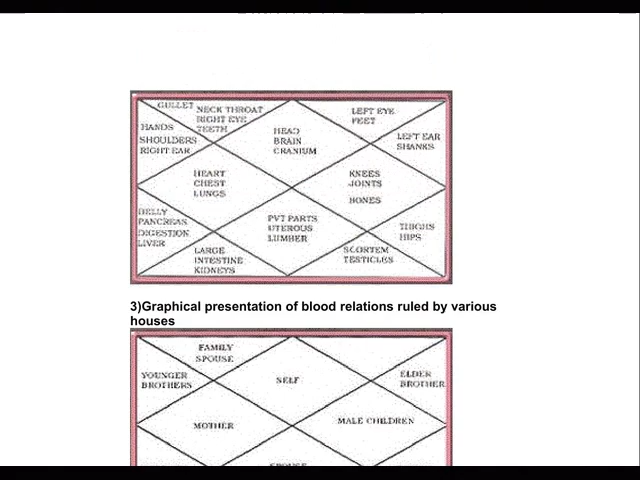 GULLET
NECK THROAT
RIGHT EYE
TEETH
LEFT EYE
FEET
HANDS
SHOULDERS
RIGHT EAR
HEAD
BRAIN
CRANIUM
LEFT EAR
SHANKS
HEART
CHEST
LUNGS
KNEES
JOINTS
BONES
BELLY
PANCREAS
DIGESTION
LIVER
PVT PARTS
UTEROUS
LUMBER
THIGHS
HIPS
LARGE
INTESTINE
KIDNEYS
SCORTEM
TESTICLES
3)Graphical presentation of blood relations ruled by various
houses
FAMILY
SPOUSE
YOUNGER
BROTHERS
SELF
ELDER
BROTHER
MOTHER
MALE CHILDREN